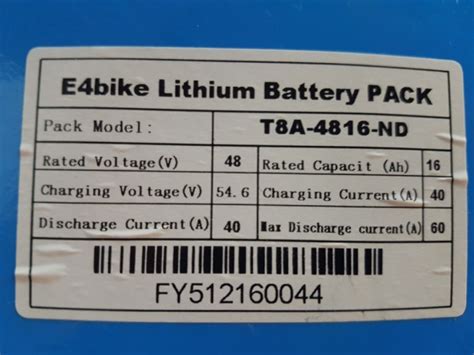 E4bike Lithium Battery PACK
Pack Model: T8A-4816-ND
Rated Voltage(V) 48 Rated Capacit (Ah) 16
Charging Voltage(V) 54.6 Charging Current(A) 40
Discharge Current(A) 40 Max Discharge current(A) 60
FY512160044